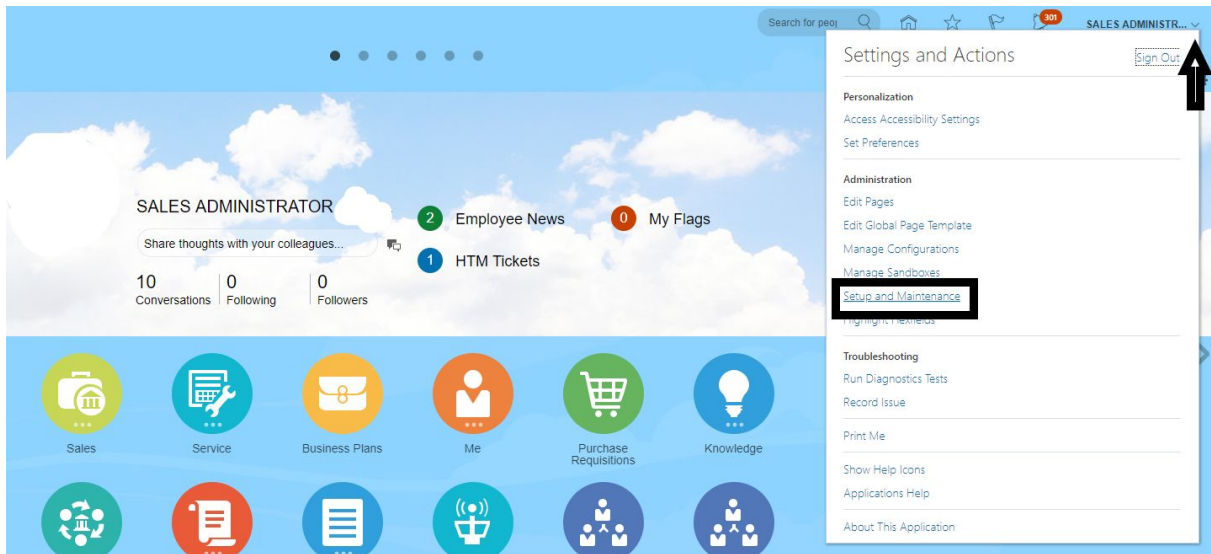 Search for peoj
301
SALES ADMINISTR...
Settings and Actions
Sign Out
Personalization
Access Accessibility Settings
Set Preferences
Administration
Edit Pages
Edit Global Page Template
Manage Configurations
Manage Sandboxes
Setup and Maintenance
Highlight Flexfields
Troubleshooting
Run Diagnostics Tests
Record Issue
Print Me
Show Help Icons
Applications Help
About This Application
SALES ADMINISTRATOR
Share thoughts with your colleagues...
10 0 0
Conversations Following Followers
2 Employee News
0 My Flags
1 HTM Tickets
Sales Service Business Plans Me Purchase Requisitions Knowledge